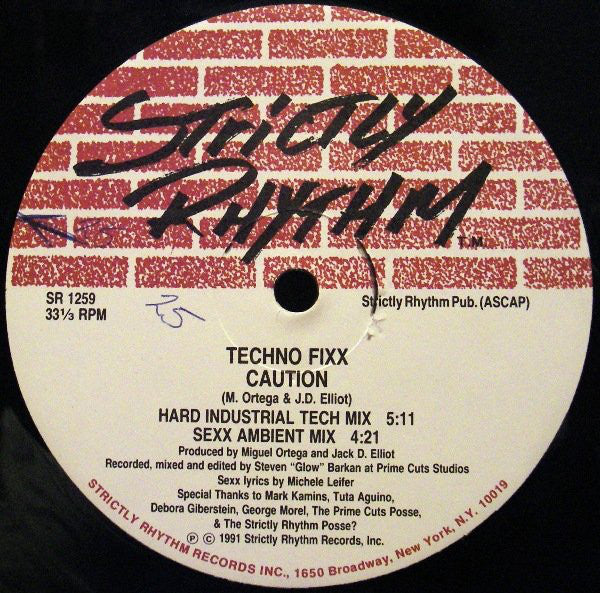 STRICTLY
RHYTHM
T.M.
SR 1259
33⅓ RPM
25
Strictly Rhythm Pub. (ASCAP)
TECHNO FIXX
CAUTION
(M. Ortega & J.D. Elliot)
HARD INDUSTRIAL TECH MIX 5:11
SEXX AMBIENT MIX 4:21
Produced by Miguel Ortega and Jack D. Elliot
Recorded, mixed and edited by Steven "Glow" Barkan at Prime Cuts Studios
Sexx lyrics by Michele Leifer
Special Thanks to Mark Kamins, Tuta Aguino,
Debora Giberstein, George Morel, The Prime Cuts Posse,
& The Strictly Rhythm Posse?
℗ © 1991 Strictly Rhythm Records, Inc.
STRICTLY RHYTHM RECORDS INC., 1650 Broadway, New York, N.Y. 10019